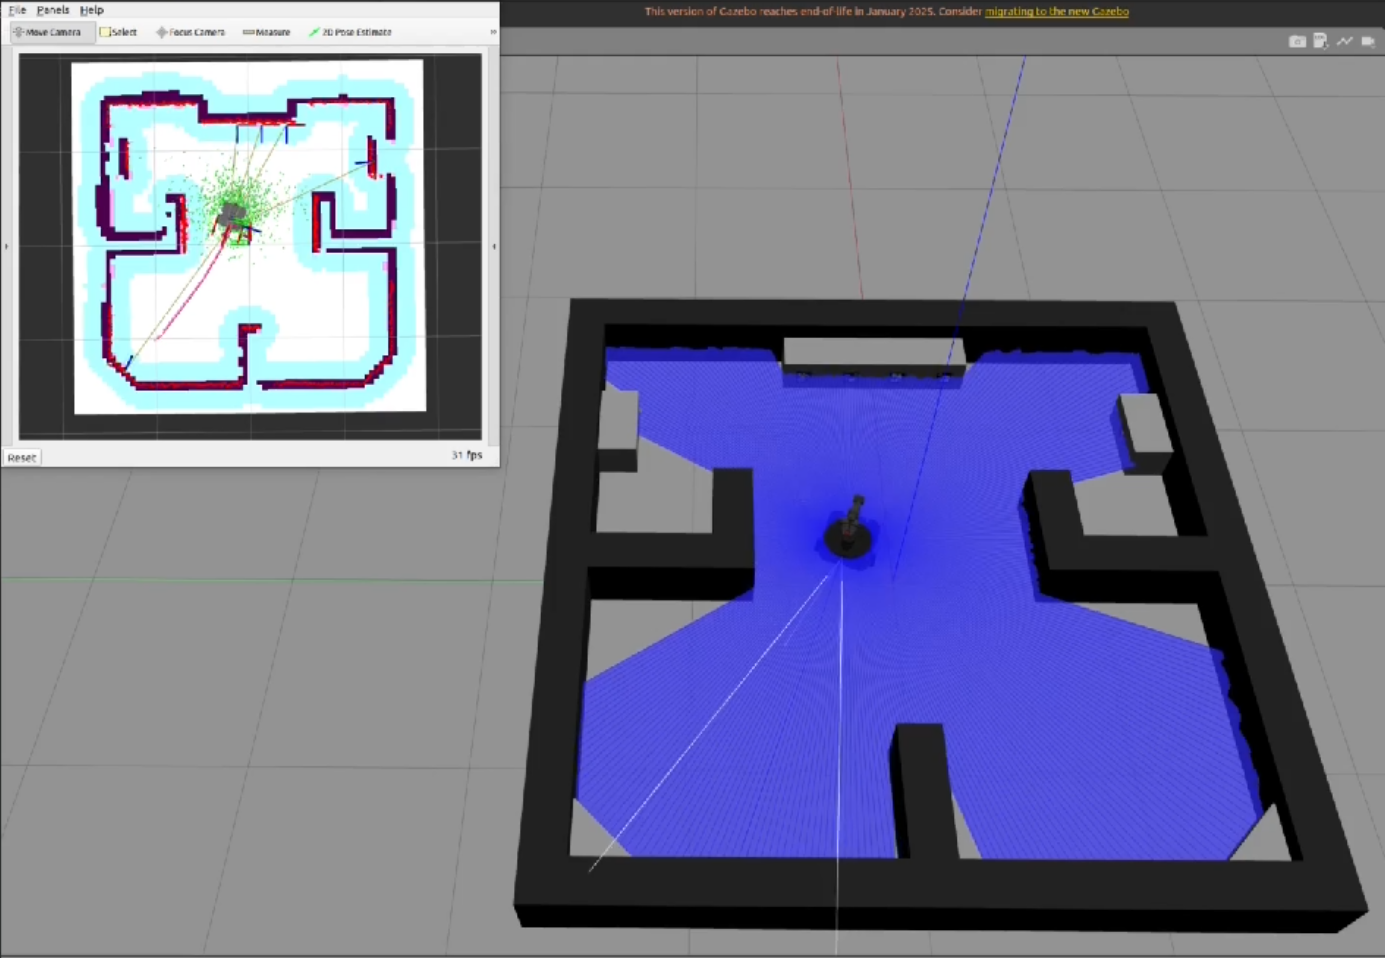 File Panels Help
This version of Gazebo reaches end-of-life in January 2025. Consider migrating to the new Gazebo
Move Camera Select Focus Camera Measure 2D Pose Estimate »
Reset
31 fps